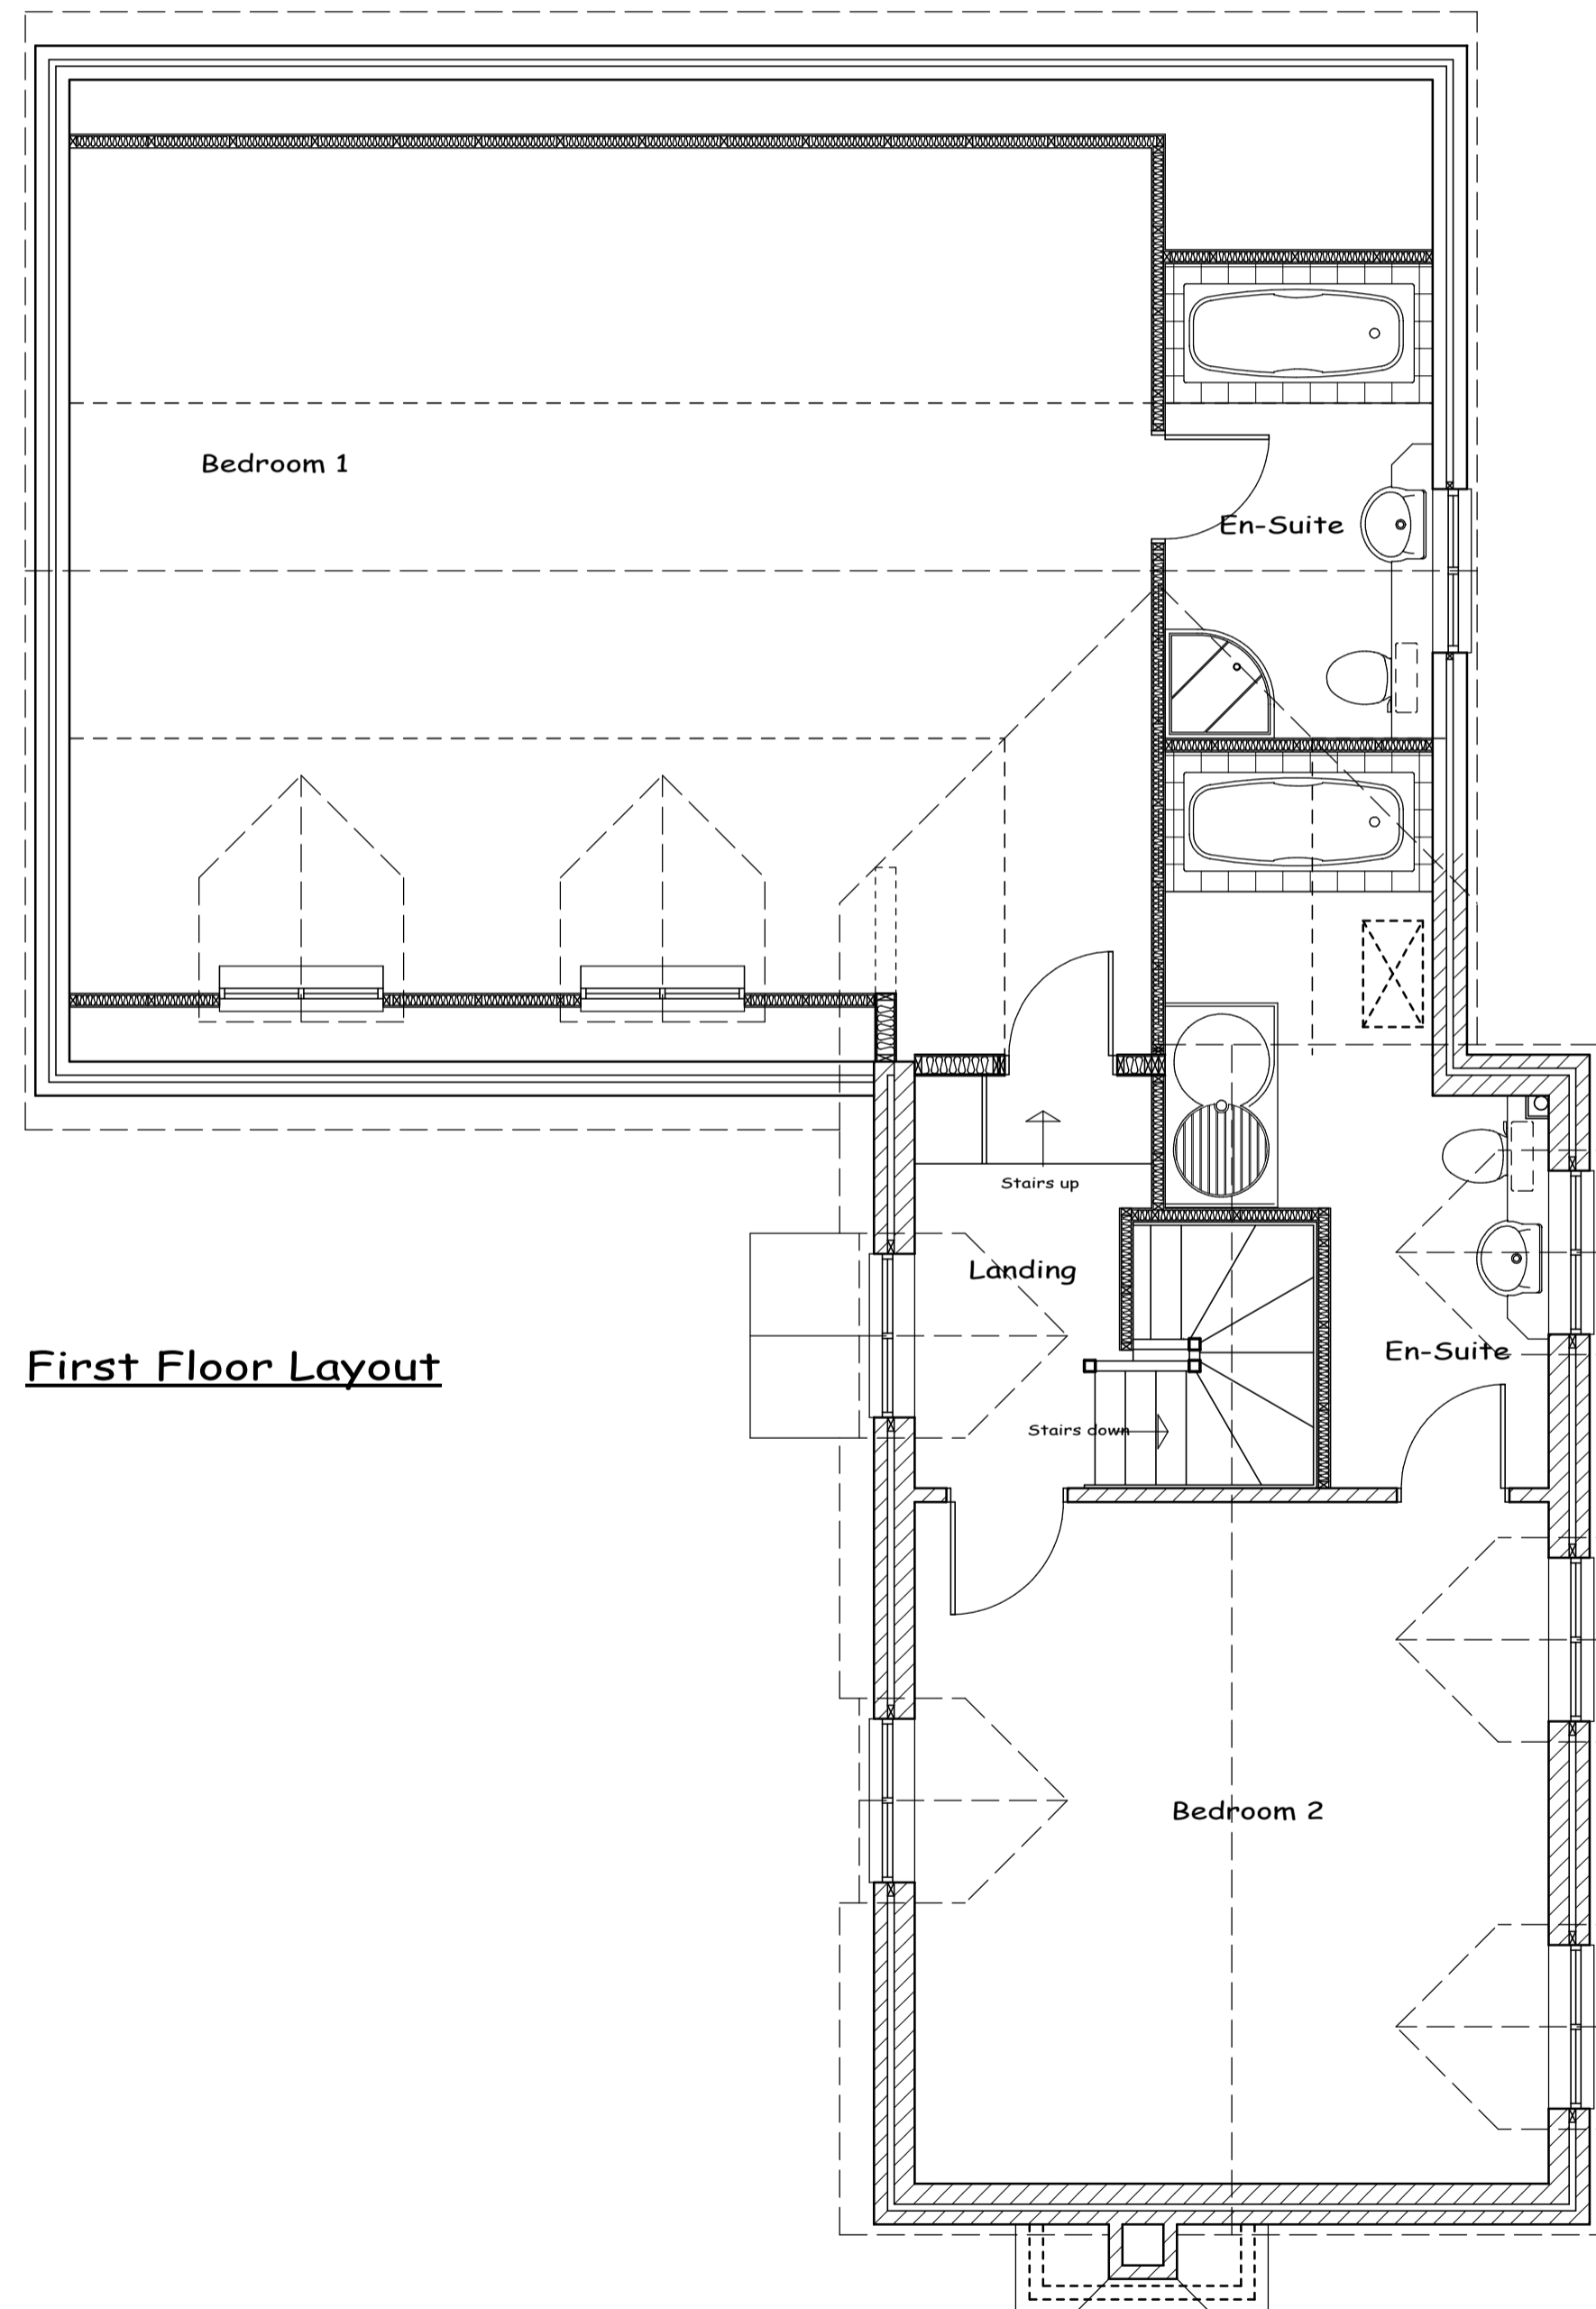 Bedroom 1
En-Suite
Stairs up
Landing
First Floor Layout
En-Suite
Stairs down
Bedroom 2